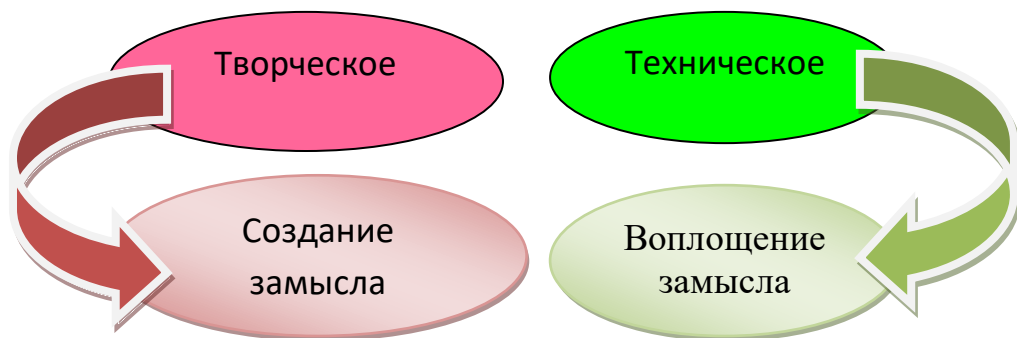 Творческое
Техническое
Создание
замысла
Воплощение
замысла